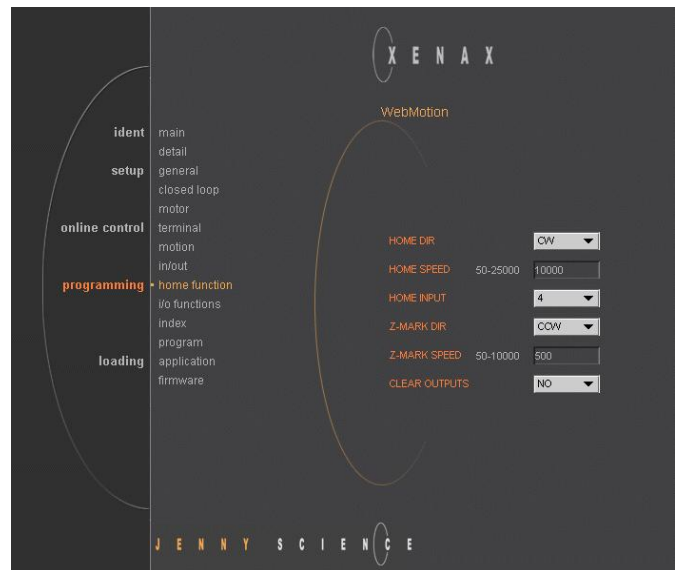 XENAX
WebMotion
ident main
detail
setup general
closed loop
motor
online control terminal
motion
in/out
programming home function
i/o functions
index
program
loading application
firmware
HOME DIR CW
HOME SPEED 50-25000 10000
HOME INPUT 4
Z-MARK DIR CCW
Z-MARK SPEED 50-10000 500
CLEAR OUTPUTS NO
JENNY SCIENCE